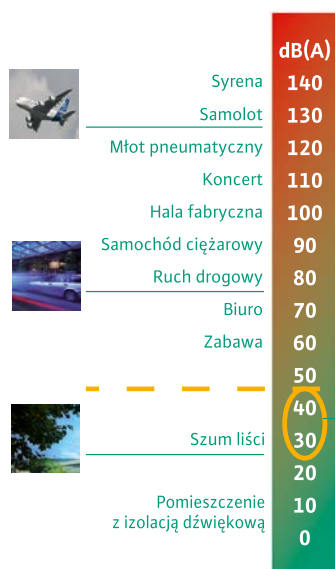 dB(A)
Syrena 140
Samolot 130
Młot pneumatyczny 120
Koncert 110
Hala fabryczna 100
Samochód ciężarowy 90
Ruch drogowy 80
Biuro 70
Zabawa 60
50
40
Szum liści 30
20
Pomieszczenie 10
z izolacją dźwiękową
0